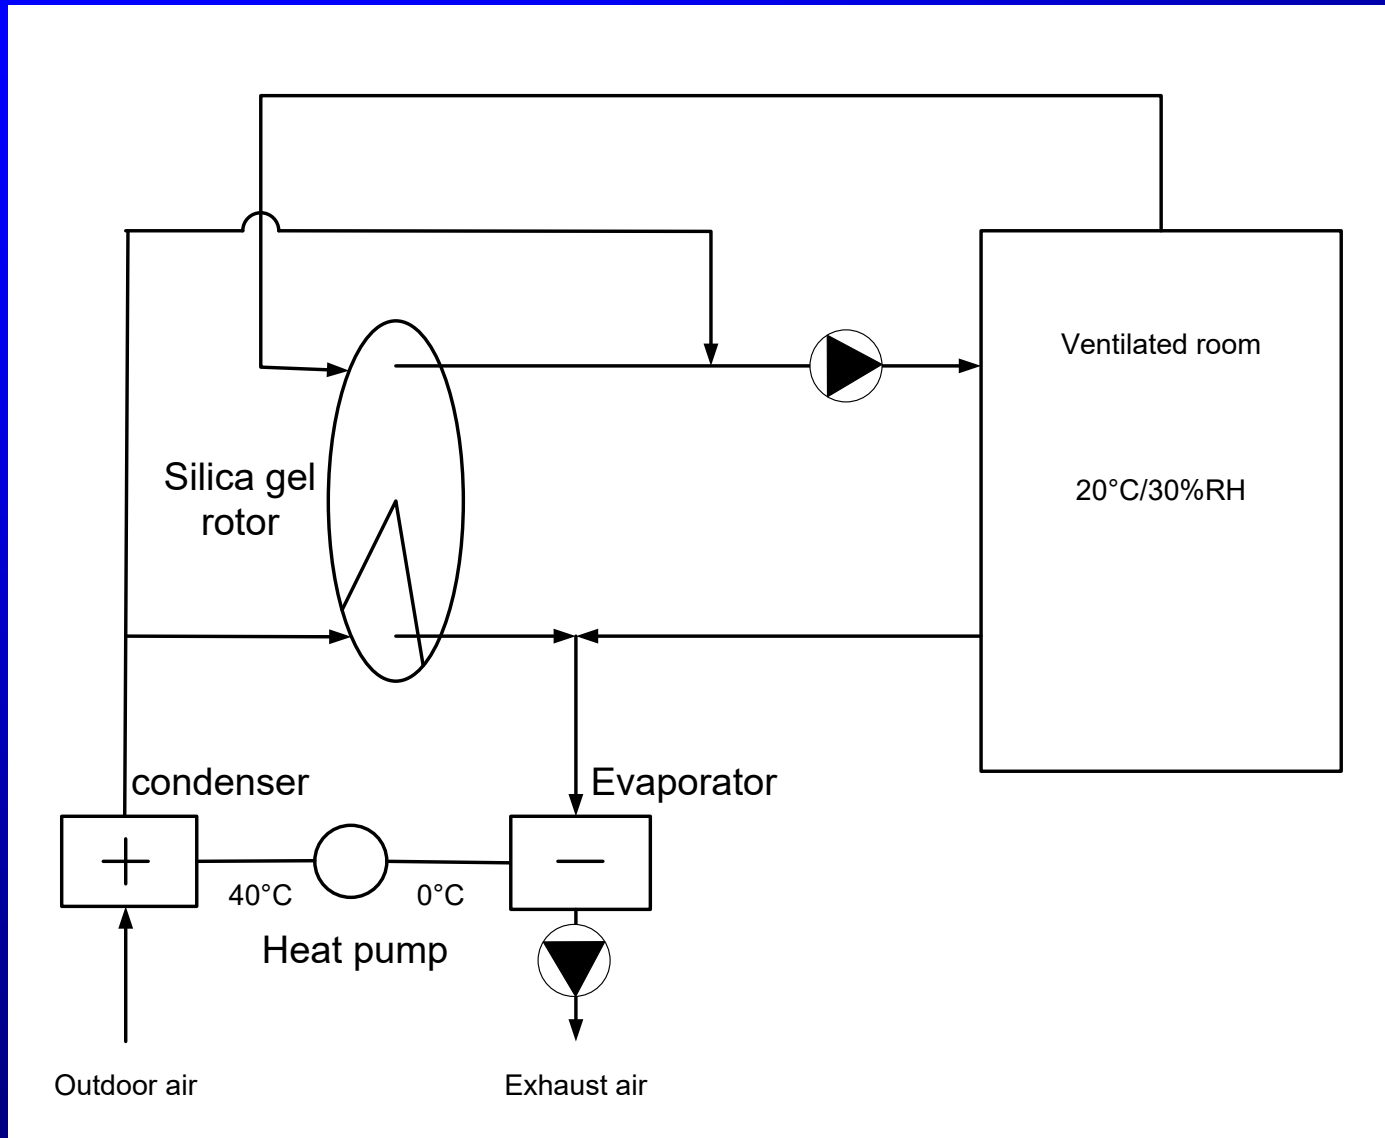 Ventilated room
Silica gel
rotor
20°C/30%RH
condenser
Evaporator
40°C
0°C
Heat pump
Outdoor air
Exhaust air